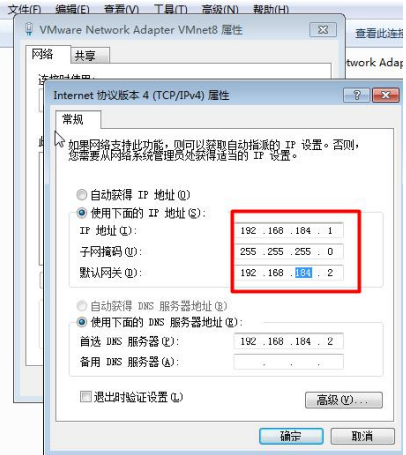 文件(F) 编辑(E) 查看(V) 工具(T) 高级(N) 帮助(H)
VMware Network Adapter VMnet8 属性
查看此连接
网络 共享
twork Adap
Internet 协议版本 4 (TCP/IPv4) 属性
常规
如果网络支持此功能，则可以获取自动指派的 IP 设置。否则，
您需要从网络系统管理员处获得适当的 IP 设置。
自动获得 IP 地址(O)
使用下面的 IP 地址(S):
IP 地址(I): 192 . 168 . 184 . 1
子网掩码(U): 255 . 255 . 255 . 0
默认网关(D): 192 . 168 . 184 . 2
自动获得 DNS 服务器地址(B)
使用下面的 DNS 服务器地址(E):
首选 DNS 服务器(P): 192 . 168 . 184 . 2
备用 DNS 服务器(A): . . .
退出时验证设置(L)
高级(V)...
确定 取消